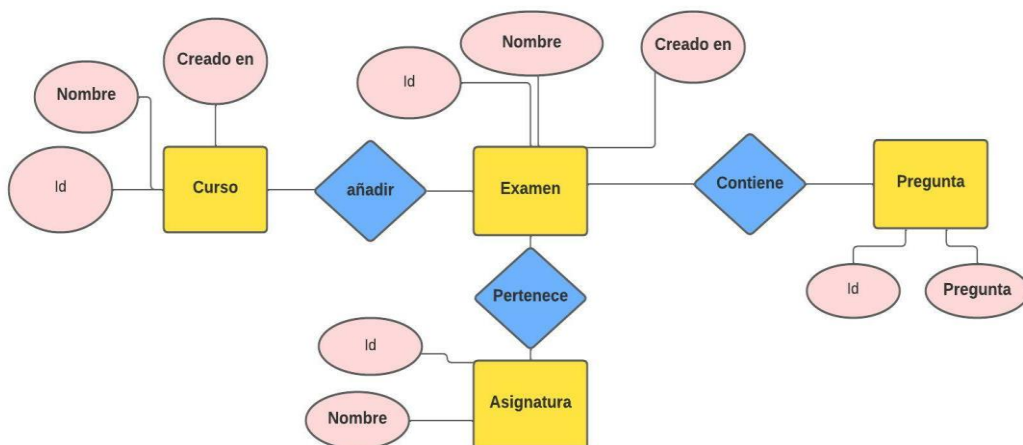 Nombre
Creado en
Id
Creado en
Nombre
Id
Curso
añadir
Examen
Contiene
Pregunta
Id
Pregunta
Pertenece
Id
Asignatura
Nombre